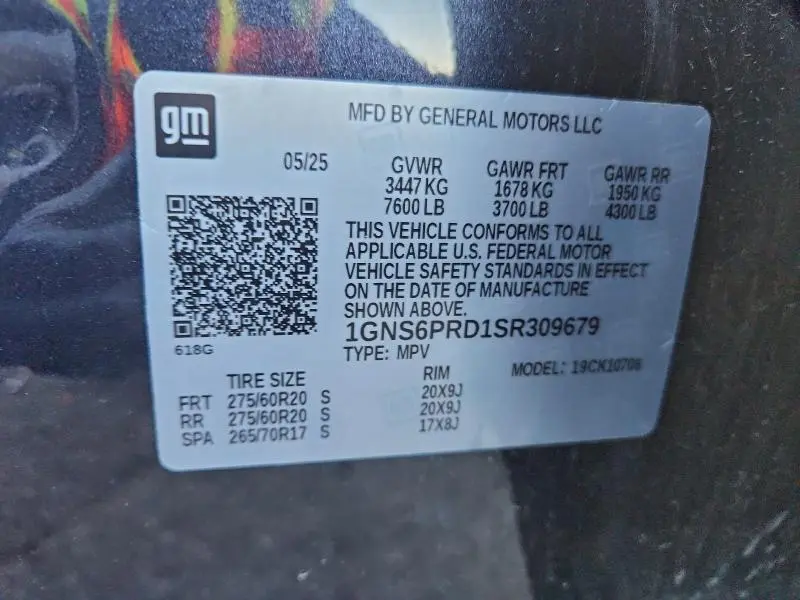 gm
MFD BY GENERAL MOTORS LLC
05/25
GVWR GAWR FRT GAWR RR
3447 KG 1678 KG 1950 KG
7600 LB 3700 LB 4300 LB
THIS VEHICLE CONFORMS TO ALL
APPLICABLE U.S. FEDERAL MOTOR
VEHICLE SAFETY STANDARDS IN EFFECT
ON THE DATE OF MANUFACTURE
SHOWN ABOVE.
1GNS6PRD1SR309679
TYPE: MPV
MODEL: 19CK10706
618G
TIRE SIZE RIM
FRT 275/60R20 S 20X9J
RR 275/60R20 S 20X9J
SPA 265/70R17 S 17X8J